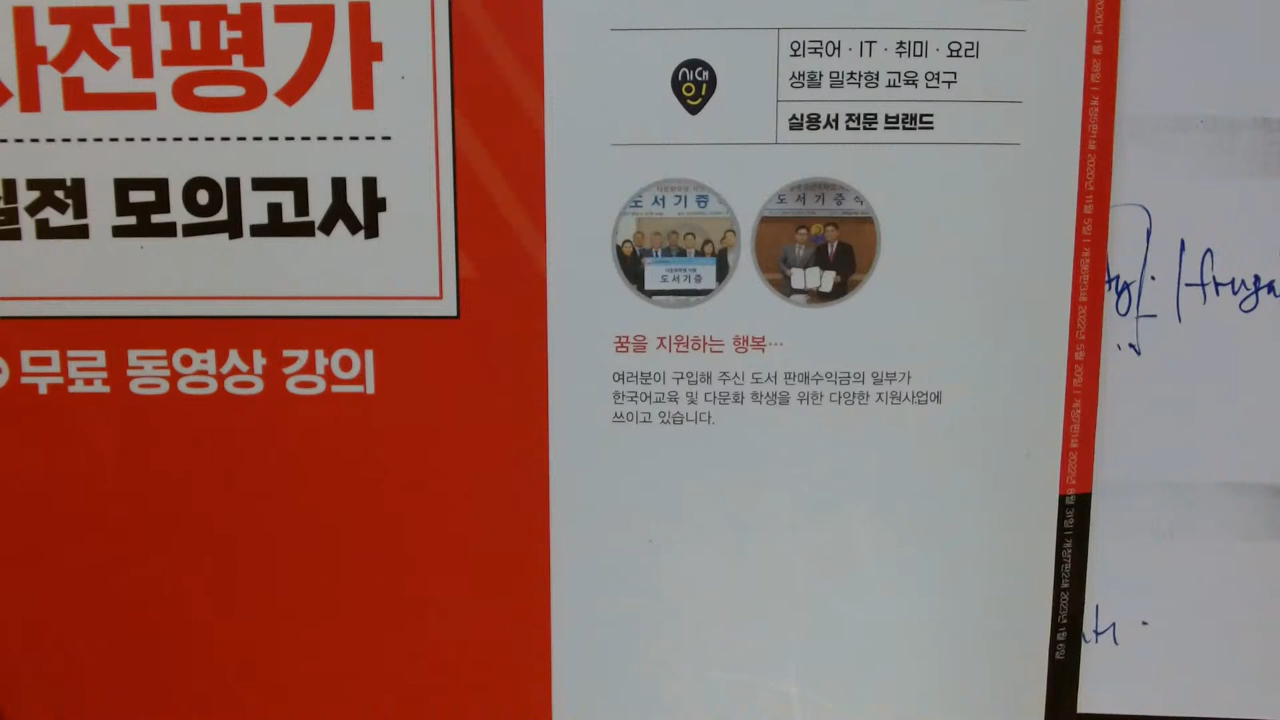 사전평가
실전 모의고사
무료 동영상 강의
시대
인
외국어 · IT · 취미 · 요리
생활 밀착형 교육 연구
실용서 전문 브랜드
도서기증
도서기증
도서기증
꿈을 지원하는 행복…
여러분이 구입해 주신 도서 판매수익금의 일부가
한국어교육 및 다문화 학생을 위한 다양한 지원사업에
쓰이고 있습니다.